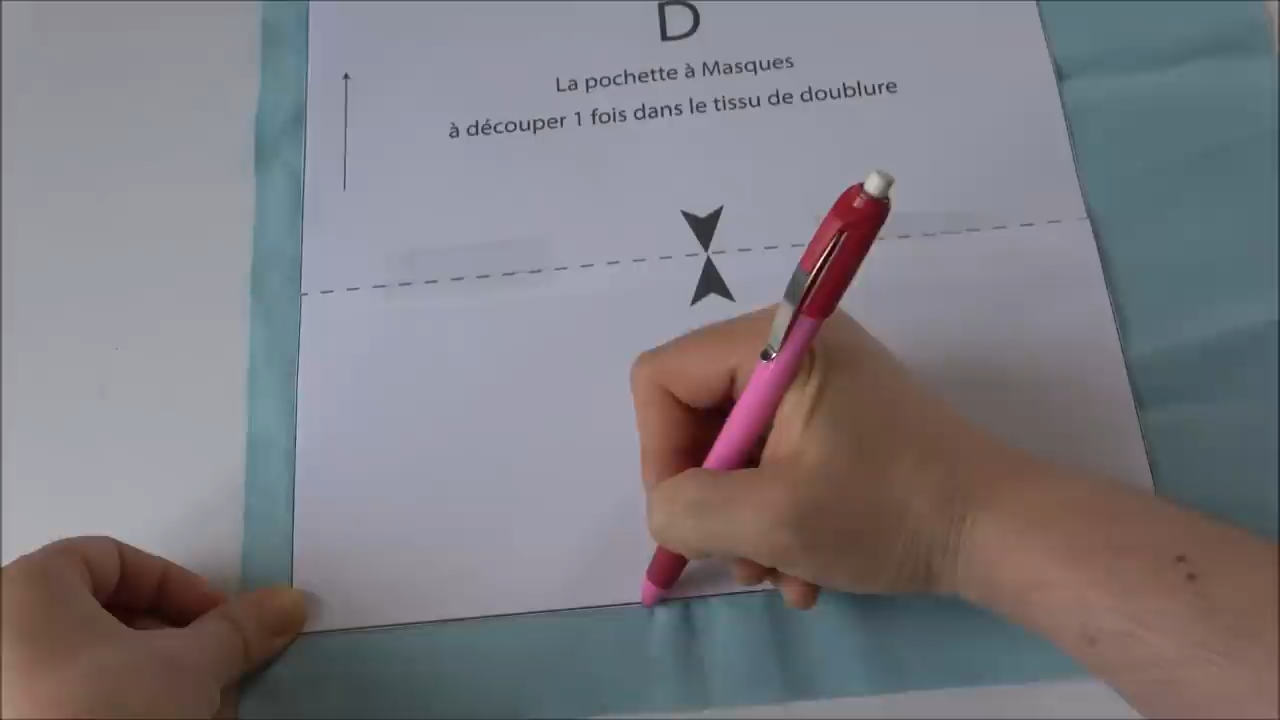 D
La pochette à Masques
à découper 1 fois dans le tissu de doublure